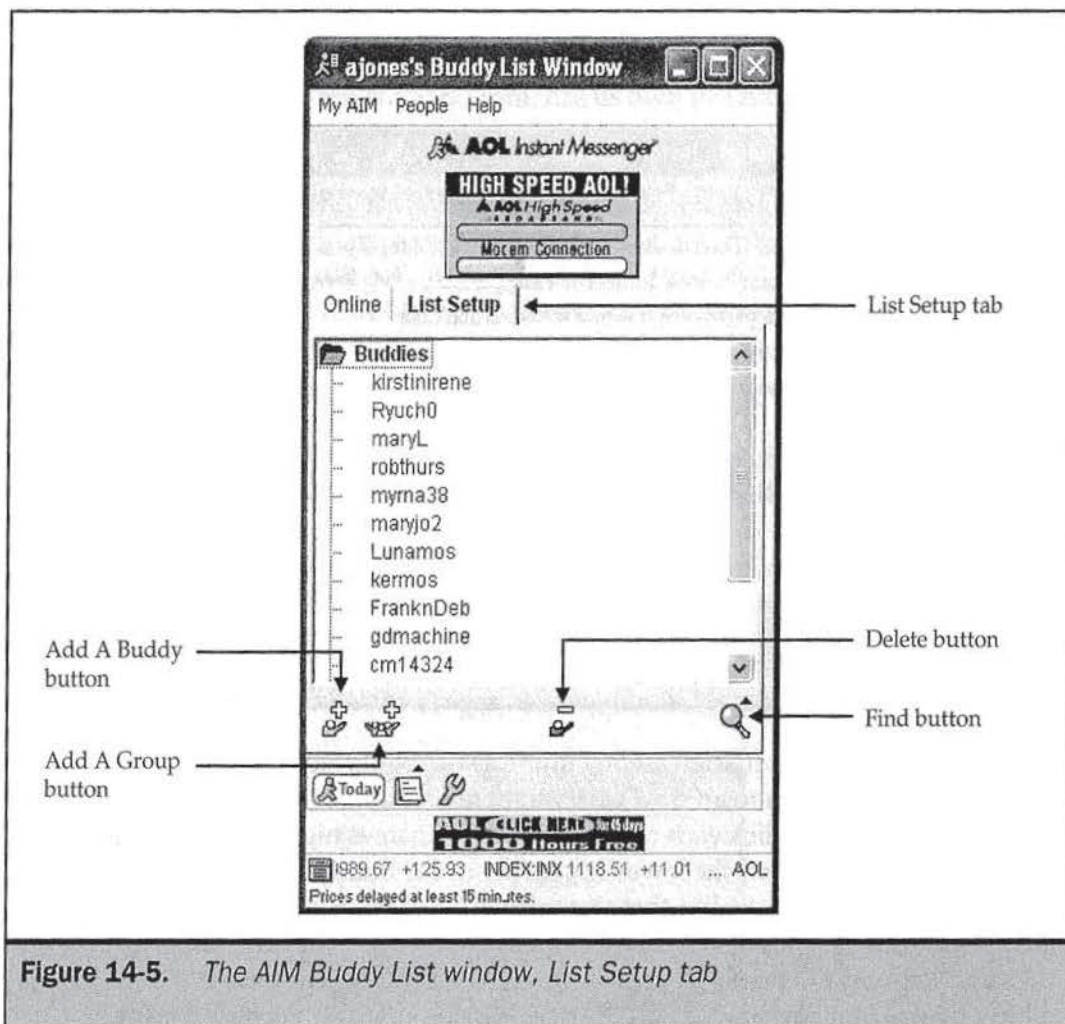 ajones's Buddy List Window
My AIM People Help
AOL Instant Messenger
HIGH SPEED AOL!
AOL High Speed
BROADBAND
Modem Connection
Online List Setup
List Setup tab
Buddies
kirstinirene
Ryuch0
maryL
robthurs
myrna38
maryjo2
Lunamos
kermos
FranknDeb
gdmachine
cm14324
Add A Buddy
button
Delete button
Find button
Add A Group
button
Today
AOL CLICK HERE for 45 days
1000 Hours Free
989.67 +125.93 INDEX:INX 1118.51 +11.01 ... AOL
Prices delayed at least 15 minutes.
Figure 14-5. The AIM Buddy List window, List Setup tab